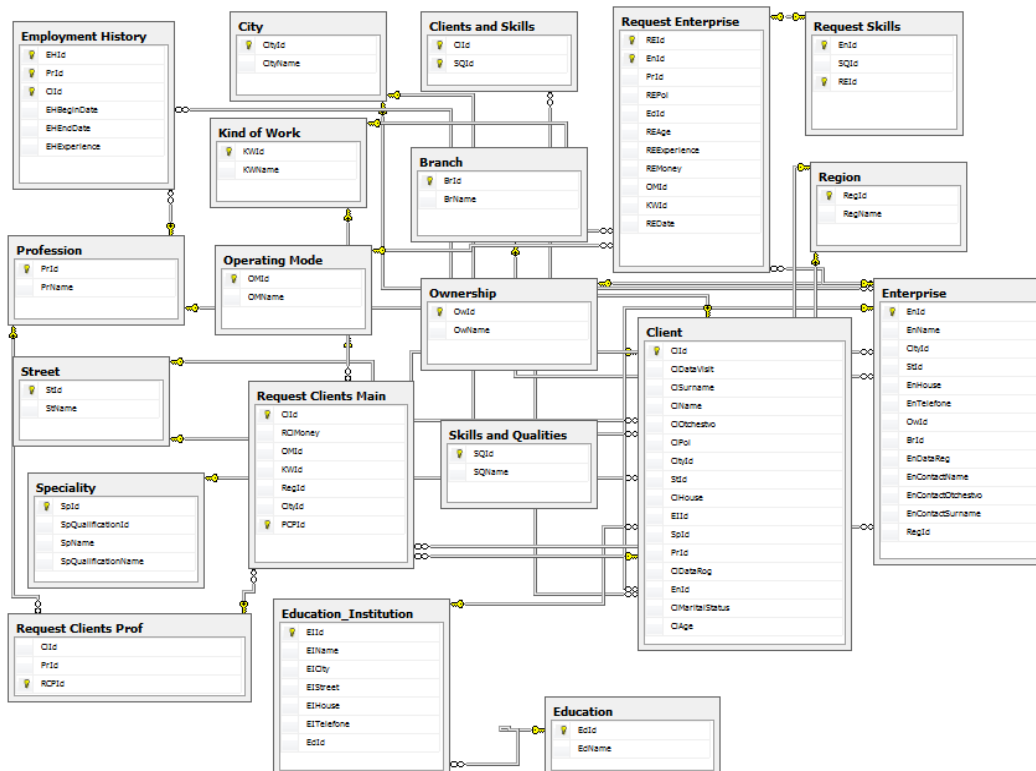 Employment History
EHId
PrId
ClId
EHBeginDate
EHEndDate
EHExperience
City
CityId
CityName
Clients and Skills
ClId
SQId
Request Enterprise
REId
EnId
PrId
REPol
EdId
REAge
REExperience
REMoney
OMId
KWId
REDate
Request Skills
EnId
SQId
REId
Kind of Work
KWId
KWName
Branch
BrId
BrName
Region
RegId
RegName
Profession
PrId
PrName
Operating Mode
OMId
OMName
Ownership
OwId
OwName
Enterprise
EnId
EnName
CityId
StId
EnHouse
EnTelefone
OwId
BrId
EnDataReg
EnContactName
EnContactOtchestvo
EnContactSurname
RegId
Client
ClId
ClDataVisit
ClSurname
ClName
ClOtchestvo
ClPol
CityId
StId
ClHouse
EIId
SpId
PrId
ClDataRog
EnId
ClMaritalStatus
ClAge
Street
StId
StName
Request Clients Main
ClId
RClMoney
OMId
KWId
RegId
CityId
PCPId
Skills and Qualities
SQId
SQName
Speciality
SpId
SpQualificationId
SpName
SpQualificationName
Request Clients Prof
ClId
PrId
RCPId
Education_Institution
EIId
EIName
EICity
EIStreet
EIHouse
EITelefone
EdId
Education
EdId
EdName